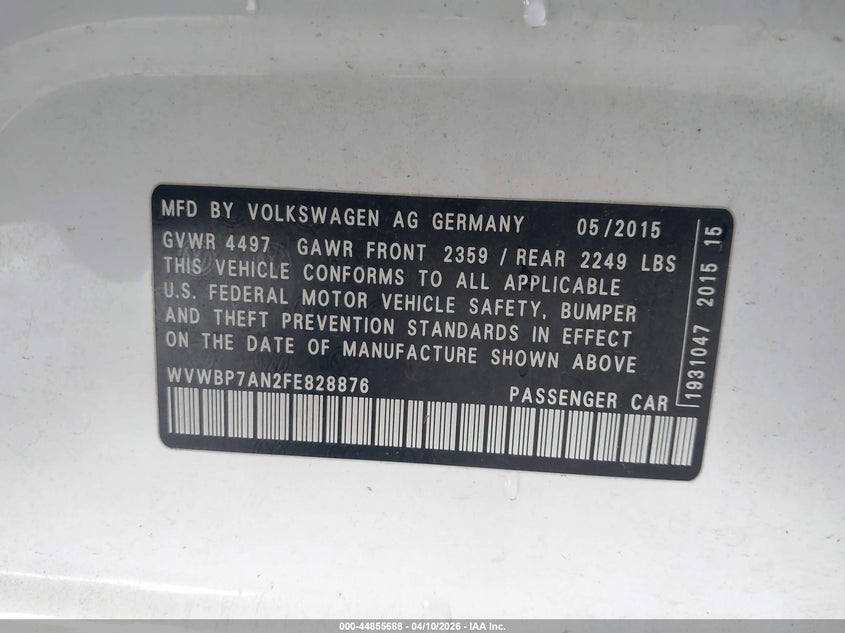 MFD BY VOLKSWAGEN AG GERMANY 05/2015
GVWR 4497 GAWR FRONT 2359 / REAR 2249 LBS
THIS VEHICLE CONFORMS TO ALL APPLICABLE
U.S. FEDERAL MOTOR VEHICLE SAFETY, BUMPER
AND THEFT PREVENTION STANDARDS IN EFFECT
ON THE DATE OF MANUFACTURE SHOWN ABOVE
WVWBP7AN2FE828876 PASSENGER CAR
1931047 2015 15
000-44855688 - 04/10/2026 - IAA Inc.